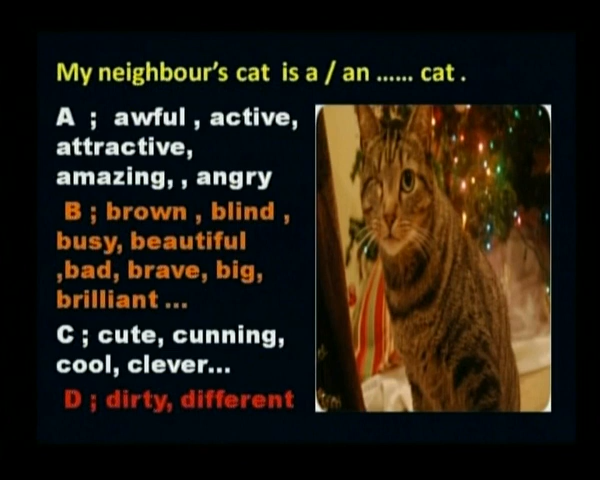 My neighbour's cat is a / an ...... cat .
A ; awful , active,
attractive,
amazing, , angry
B ; brown , blind ,
busy, beautiful
,bad, brave, big,
brilliant ...
C ; cute, cunning,
cool, clever...
D ; dirty, different